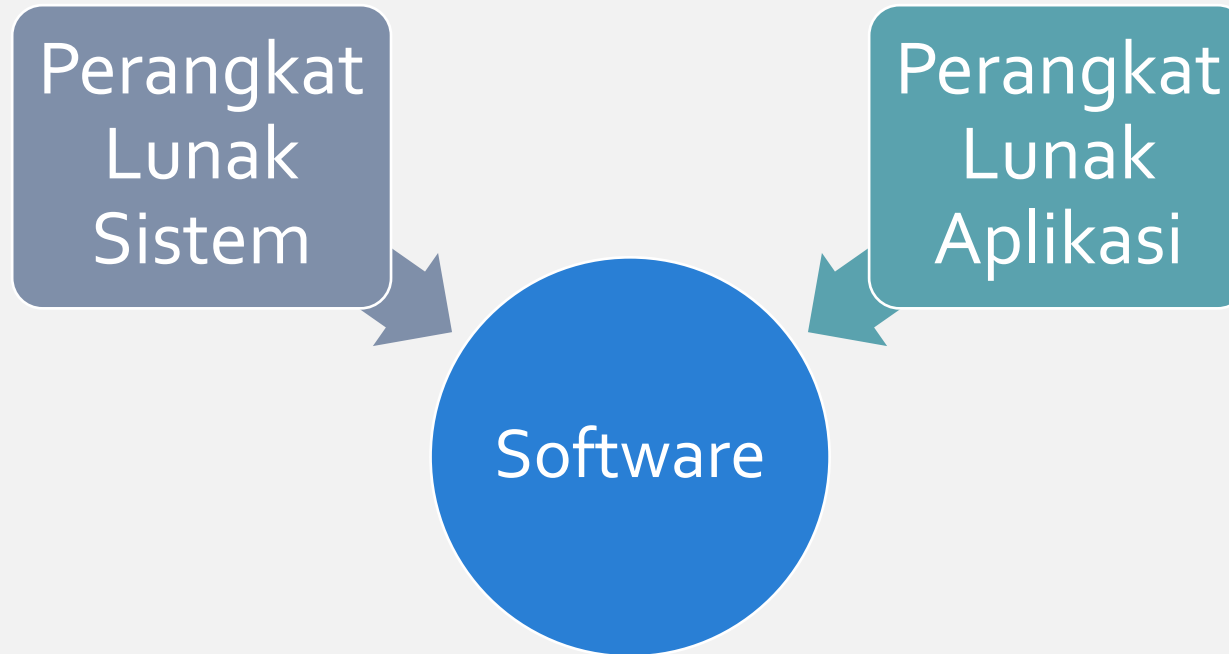 Perangkat
Lunak
Sistem
Perangkat
Lunak
Aplikasi
Software